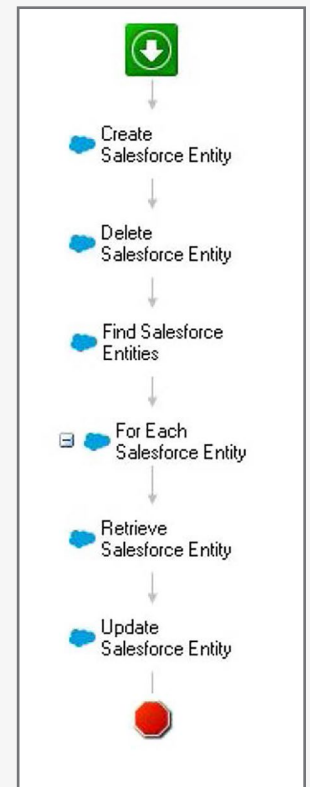 Create
Salesforce Entity
Delete
Salesforce Entity
Find Salesforce
Entities
For Each
Salesforce Entity
Retrieve
Salesforce Entity
Update
Salesforce Entity